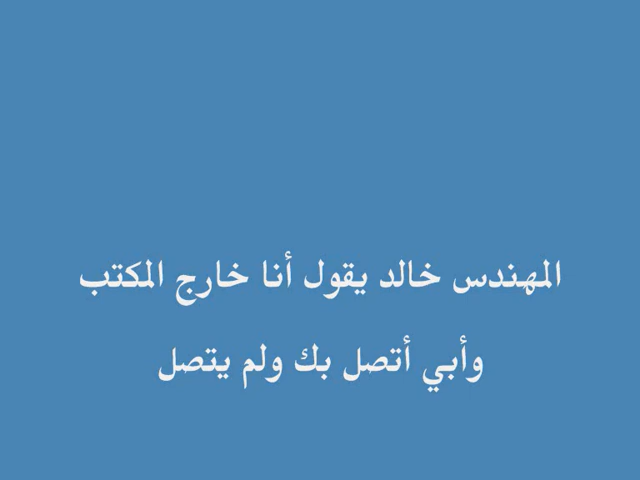 المهندس خالد يقول أنا خارج المكتب
وأبي أتصل بك ولم يتصل